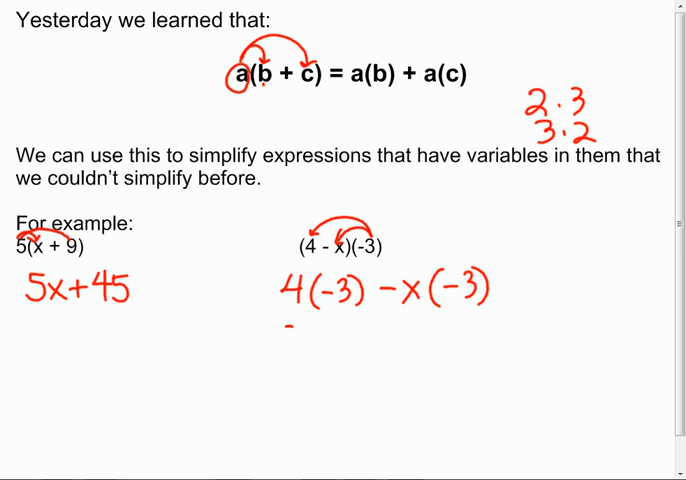 Yesterday we learned that:
a(b + c) = a(b) + a(c)
2 · 3
3 · 2
We can use this to simplify expressions that have variables in them that
we couldn't simplify before.
For example:
5(x + 9) (4 - x)(-3)
5x + 45 4(-3) - x(-3)
-